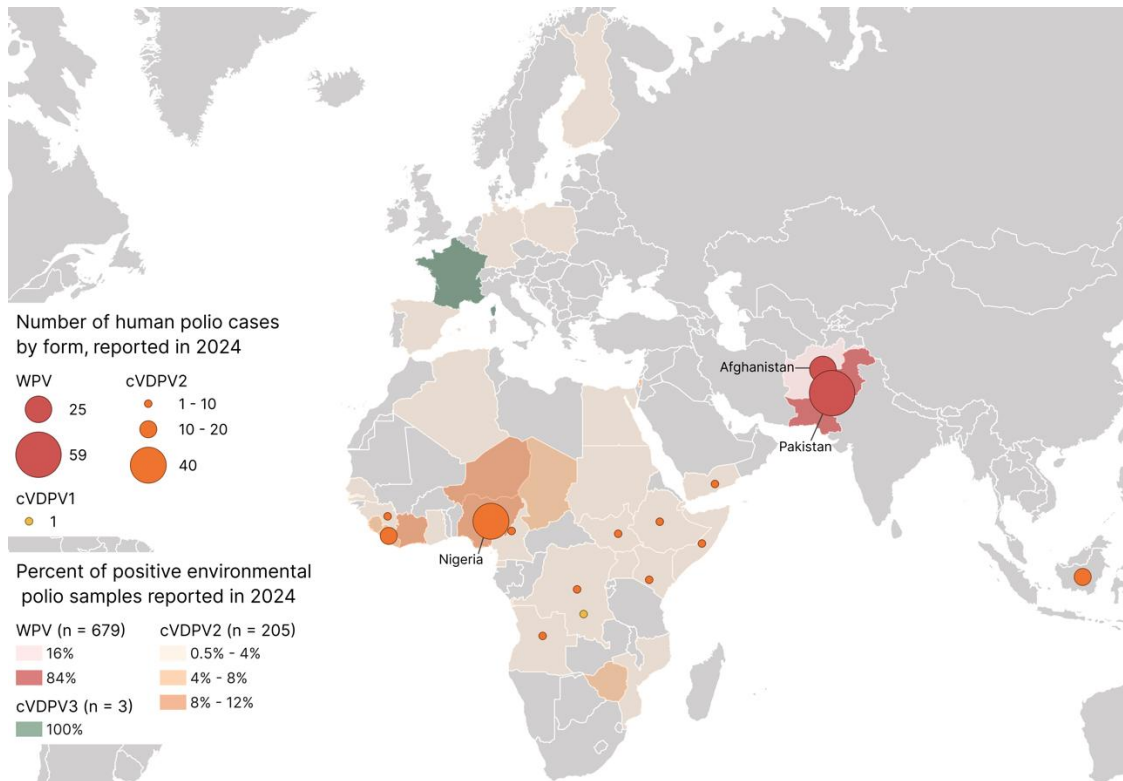 Afghanistan
Pakistan
Nigeria
Number of human polio cases
by form, reported in 2024
WPV
25
59
cVDPV2
1 - 10
10 - 20
40
cVDPV1
1
Percent of positive environmental
polio samples reported in 2024
WPV (n = 679)
16%
84%
cVDPV2 (n = 205)
0.5% - 4%
4% - 8%
8% - 12%
cVDPV3 (n = 3)
100%